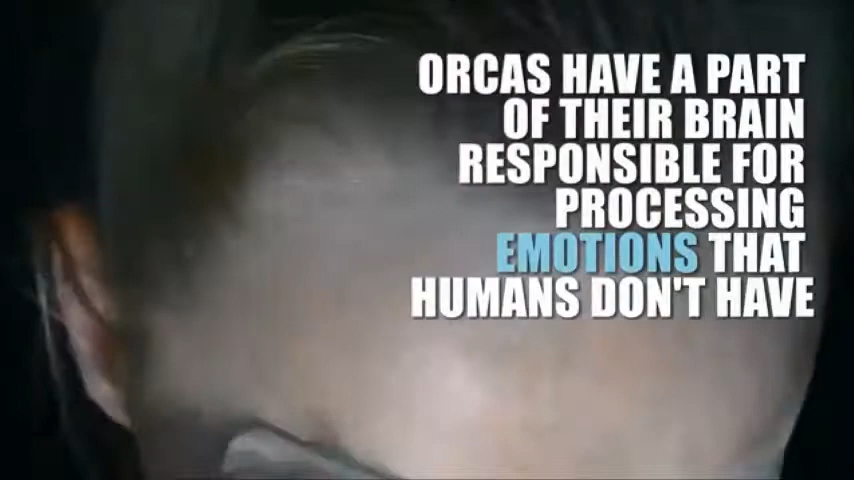 ORCAS HAVE A PART
OF THEIR BRAIN
RESPONSIBLE FOR
PROCESSING
EMOTIONS THAT
HUMANS DON'T HAVE